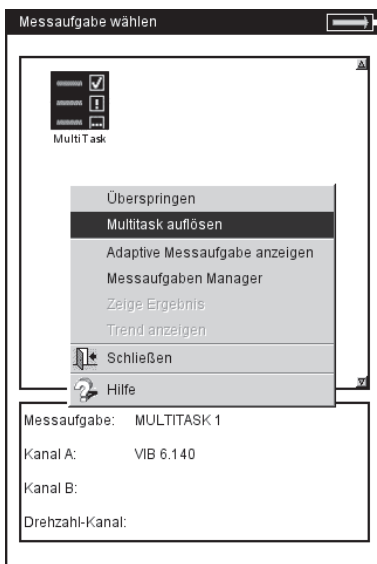 Messaufgabe wählen
MultiTask
Überspringen
Multitask auflösen
Adaptive Messaufgabe anzeigen
Messaufgaben Manager
Zeige Ergebnis
Trend anzeigen
Schließen
Hilfe
Messaufgabe: MULTITASK 1
Kanal A: VIB 6.140
Kanal B:
Drehzahl-Kanal: